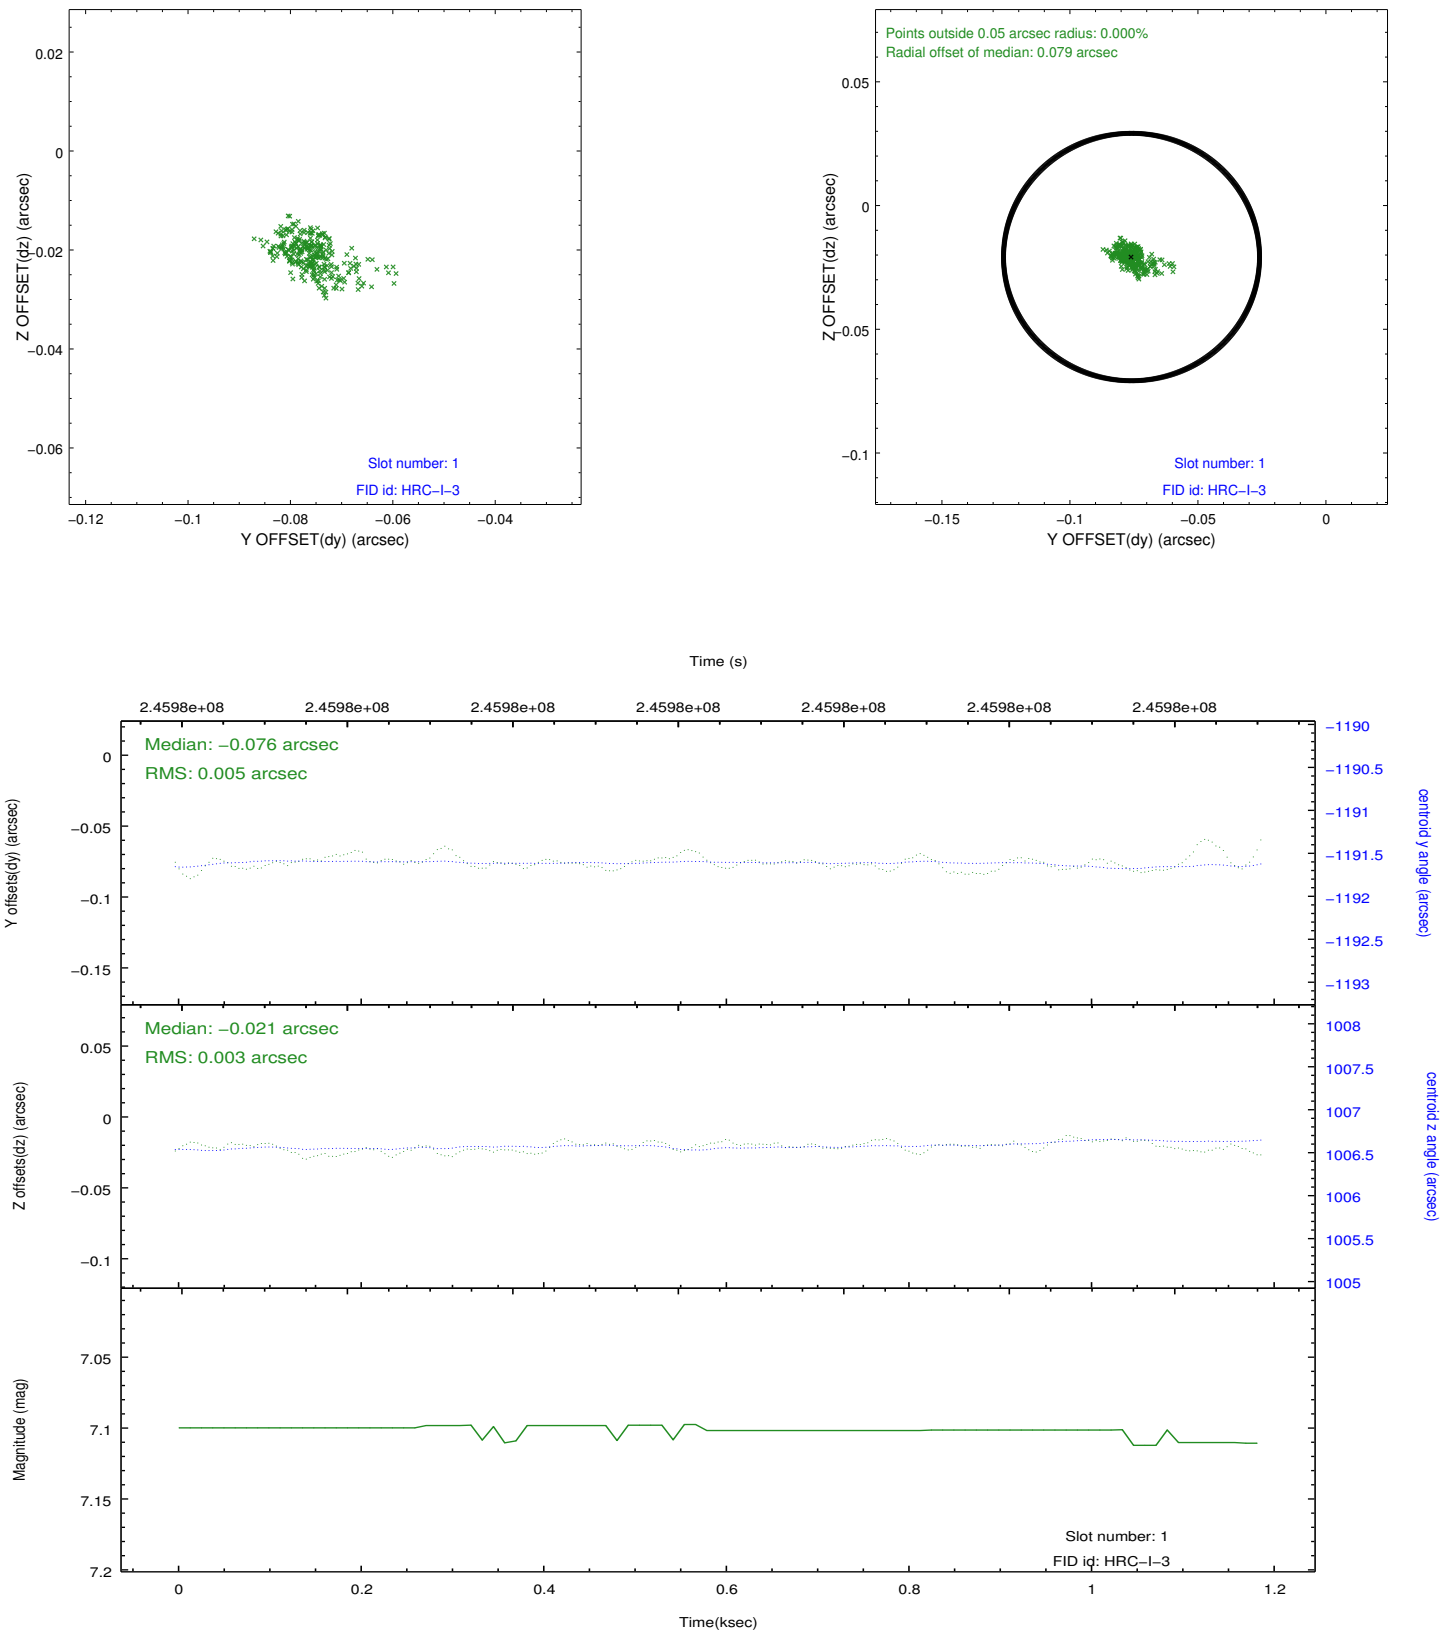 0.02
0
−0.02
−0.04
−0.06
Z OFFSET(dz) (arcsec)
Slot number: 1
FID id: HRC−I−3
−0.12
−0.1
−0.08
−0.06
−0.04
Y OFFSET(dy) (arcsec)
Points outside 0.05 arcsec radius: 0.000%
Radial offset of median: 0.079 arcsec
0.05
0
−0.05
−0.1
Z OFFSET(dz) (arcsec)
Slot number: 1
FID id: HRC−I−3
−0.15
−0.1
−0.05
0
Y OFFSET(dy) (arcsec)
Time (s)
2.4598e+08
2.4598e+08
2.4598e+08
2.4598e+08
2.4598e+08
2.4598e+08
2.4598e+08
Median: −0.076 arcsec
RMS: 0.005 arcsec
0
−0.05
−0.1
−0.15
Y offsets(dy) (arcsec)
−1190
−1190.5
−1191
−1191.5
−1192
−1192.5
−1193
centroid y angle (arcsec)
Median: −0.021 arcsec
RMS: 0.003 arcsec
0.05
0
−0.05
−0.1
Z offsets(dz) (arcsec)
1008
1007.5
1007
1006.5
1006
1005.5
1005
centroid z angle (arcsec)
7.05
7.1
7.15
7.2
Magnitude (mag)
Slot number: 1
FID id: HRC−I−3
0
0.2
0.4
0.6
0.8
1
1.2
Time(ksec)